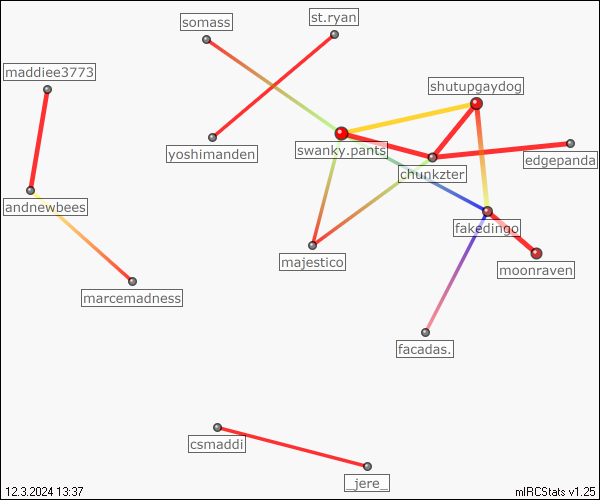 somass
st.ryan
maddiee3773
shutupgaydog
yoshimanden
swanky.pants
edgepanda
chunkzter
andnewbees
fakedingo
majestico
moonraven
marcemadness
facadas.
csmaddi
_jere_
12.3.2024 13:37
mIRCStats v1.25